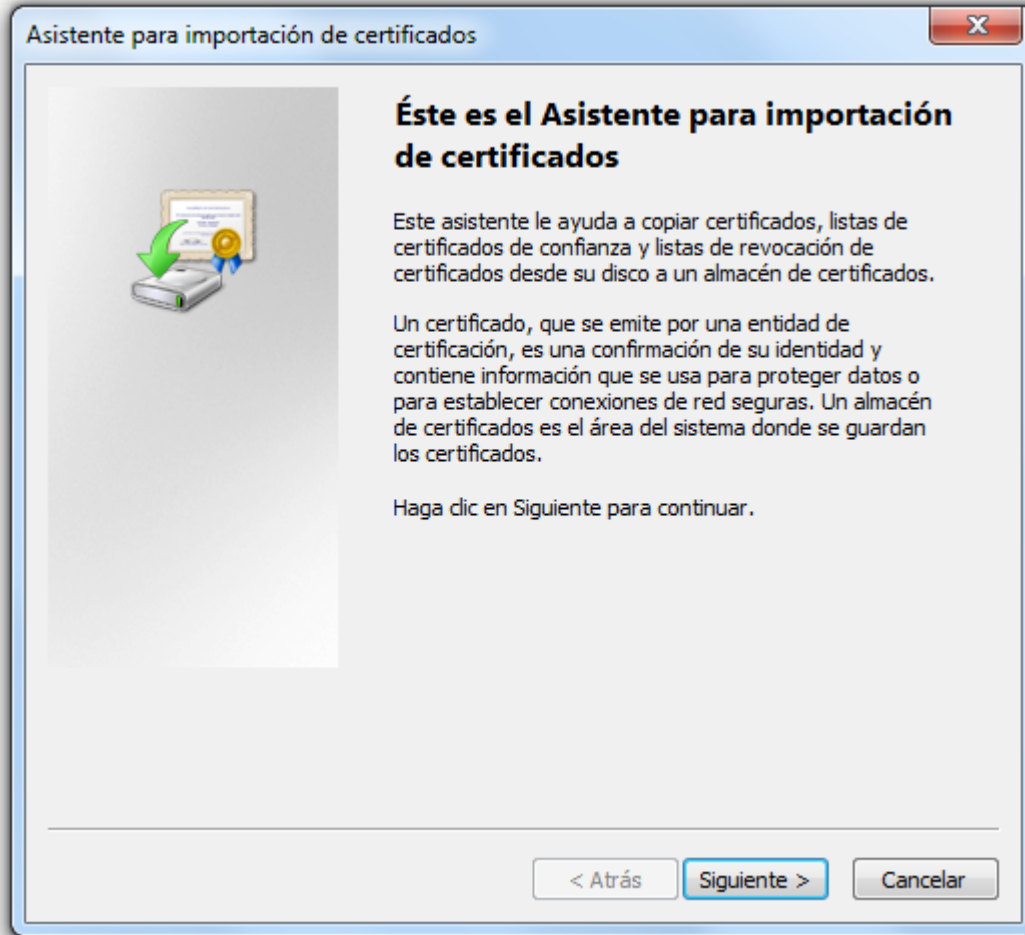 Asistente para importación de certificados
Éste es el Asistente para importación
de certificados
Este asistente le ayuda a copiar certificados, listas de
certificados de confianza y listas de revocación de
certificados desde su disco a un almacén de certificados.
Un certificado, que se emite por una entidad de
certificación, es una confirmación de su identidad y
contiene información que se usa para proteger datos o
para establecer conexiones de red seguras. Un almacén
de certificados es el área del sistema donde se guardan
los certificados.
Haga clic en Siguiente para continuar.
< Atrás
Siguiente >
Cancelar